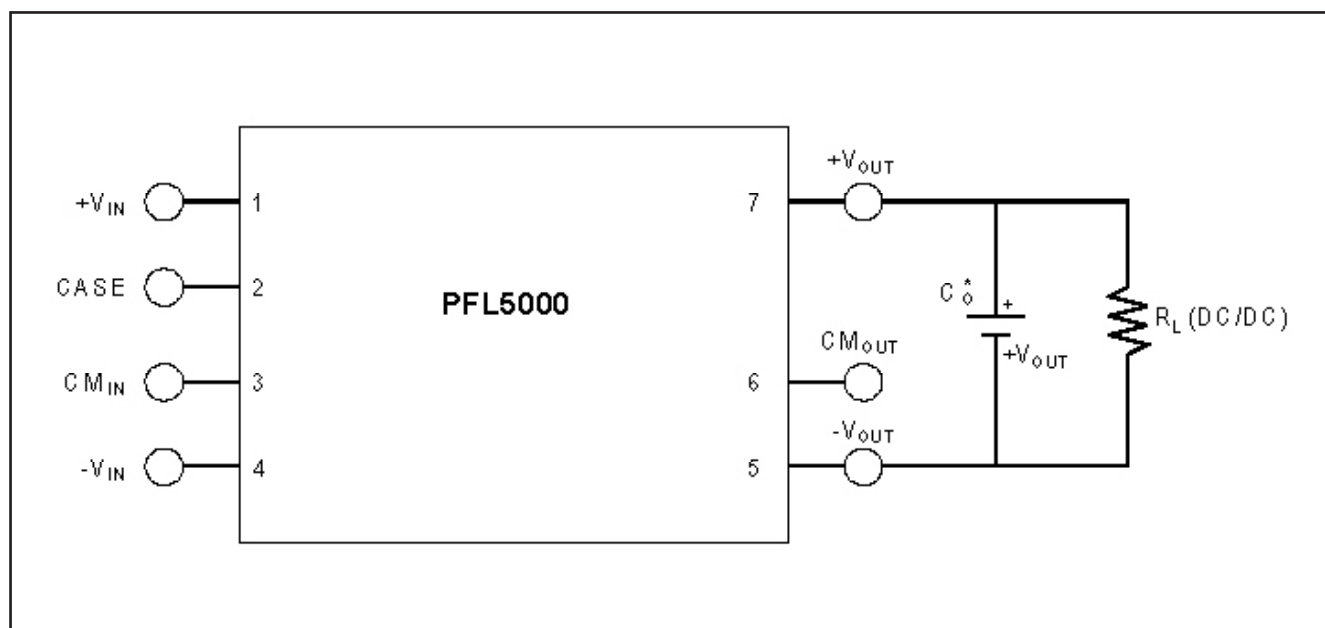 +VOUT
+VIN 1 7
CASE 2
PFL5000
CO* +
RL (DC/DC)
CMOUT
+VOUT
CMIN 3 6
-VOUT
-VIN 4 5